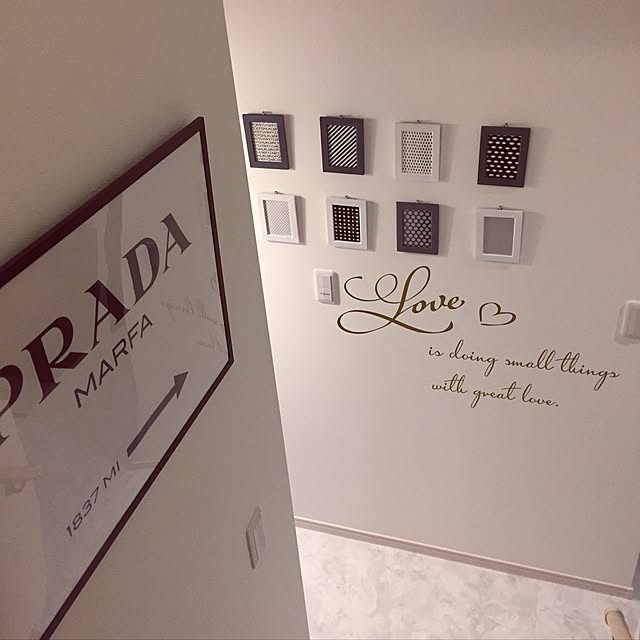 PRADA
MARFA
1837 MI
Love
is doing small things
with great love.